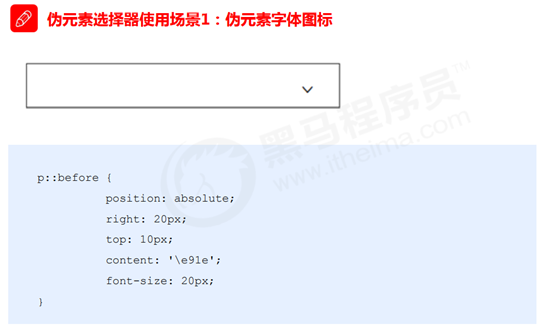 伪元素选择器使用场景1：伪元素字体图标
黑马程序员™
www.itheima.com
p::before {
position: absolute;
right: 20px;
top: 10px;
content: '\e91e';
font-size: 20px;
}